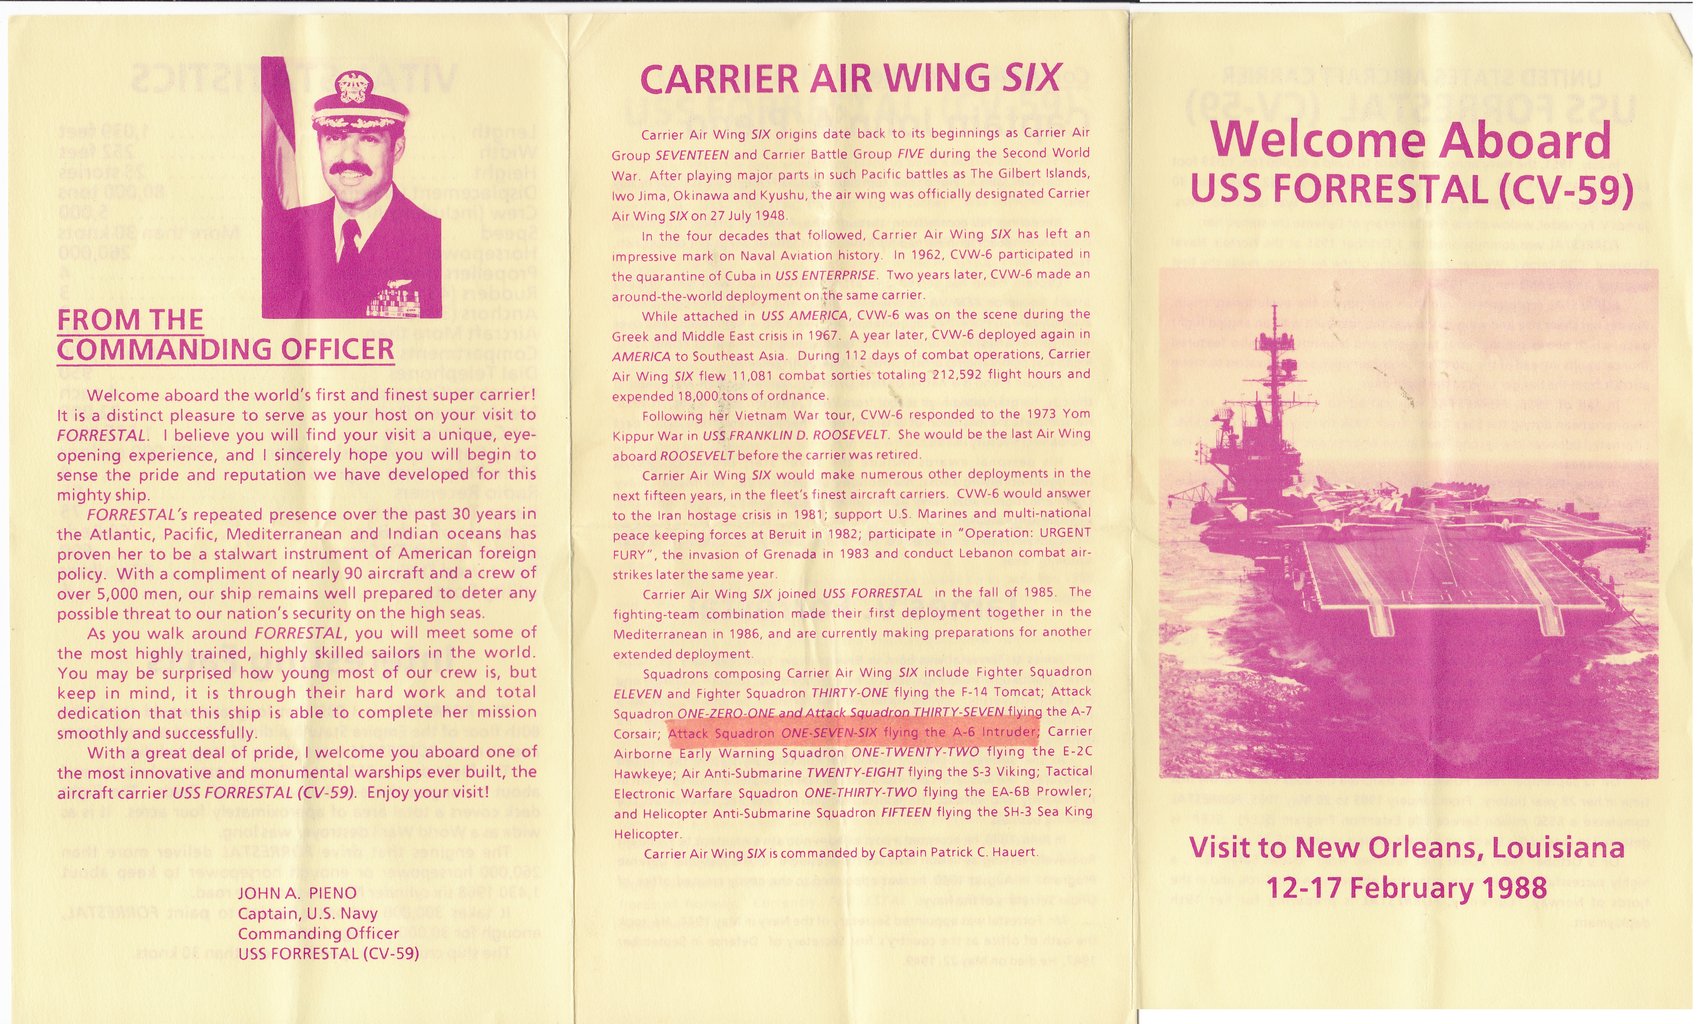 FROM THE
COMMANDING OFFICER
Welcome aboard the world's first and finest super carrier!
It is a distinct pleasure to serve as your host on your visit to
FORRESTAL. I believe you will find your visit a unique, eye-
opening experience, and I sincerely hope you will begin to
sense the pride and reputation we have developed for this
mighty ship.
FORRESTAL's repeated presence over the past 30 years in
the Atlantic, Pacific, Mediterranean and Indian oceans has
proven her to be a stalwart instrument of American foreign
policy. With a compliment of nearly 90 aircraft and a crew of
over 5,000 men, our ship remains well prepared to deter any
possible threat to our nation's security on the high seas.
As you walk around FORRESTAL, you will meet some of
the most highly trained, highly skilled sailors in the world.
You may be surprised how young most of our crew is, but
keep in mind, it is through their hard work and total
dedication that this ship is able to complete her mission
smoothly and successfully.
With a great deal of pride, I welcome you aboard one of
the most innovative and monumental warships ever built, the
aircraft carrier USS FORRESTAL (CV-59). Enjoy your visit!
JOHN A. PIENO
Captain, U.S. Navy
Commanding Officer
USS FORRESTAL (CV-59)
CARRIER AIR WING SIX
Carrier Air Wing SIX origins date back to its beginnings as Carrier Air
Group SEVENTEEN and Carrier Battle Group FIVE during the Second World
War. After playing major parts in such Pacific battles as The Gilbert Islands,
Iwo Jima, Okinawa and Kyushu, the air wing was officially designated Carrier
Air Wing SIX on 27 July 1948.
In the four decades that followed, Carrier Air Wing SIX has left an
impressive mark on Naval Aviation history. In 1962, CVW-6 participated in
the quarantine of Cuba in USS ENTERPRISE. Two years later, CVW-6 made an
around-the-world deployment on the same carrier.
While attached in USS AMERICA, CVW-6 was on the scene during the
Greek and Middle East crisis in 1967. A year later, CVW-6 deployed again in
AMERICA to Southeast Asia. During 112 days of combat operations, Carrier
Air Wing SIX flew 11,081 combat sorties totaling 212,592 flight hours and
expended 18,000 tons of ordnance.
Following her Vietnam War tour, CVW-6 responded to the 1973 Yom
Kippur War in USS FRANKLIN D. ROOSEVELT. She would be the last Air Wing
aboard ROOSEVELT before the carrier was retired.
Carrier Air Wing SIX would make numerous other deployments in the
next fifteen years, in the fleet's finest aircraft carriers. CVW-6 would answer
to the Iran hostage crisis in 1981; support U.S. Marines and multi-national
peace keeping forces at Beruit in 1982; participate in "Operation: URGENT
FURY", the invasion of Grenada in 1983 and conduct Lebanon combat air-
strikes later the same year.
Carrier Air Wing SIX joined USS FORRESTAL in the fall of 1985. The
fighting-team combination made their first deployment together in the
Mediterranean in 1986, and are currently making preparations for another
extended deployment.
Squadrons composing Carrier Air Wing SIX include Fighter Squadron
ELEVEN and Fighter Squadron THIRTY-ONE flying the F-14 Tomcat; Attack
Squadron ONE-ZERO-ONE and Attack Squadron THIRTY-SEVEN flying the A-7
Corsair; Attack Squadron ONE-SEVEN-SIX flying the A-6 Intruder; Carrier
Airborne Early Warning Squadron ONE-TWENTY-TWO flying the E-2C
Hawkeye; Air Anti-Submarine TWENTY-EIGHT flying the S-3 Viking; Tactical
Electronic Warfare Squadron ONE-THIRTY-TWO flying the EA-6B Prowler;
and Helicopter Anti-Submarine Squadron FIFTEEN flying the SH-3 Sea King
Helicopter.
Carrier Air Wing SIX is commanded by Captain Patrick C. Hauert.
Welcome Aboard
USS FORRESTAL (CV-59)
Visit to New Orleans, Louisiana
12-17 February 1988